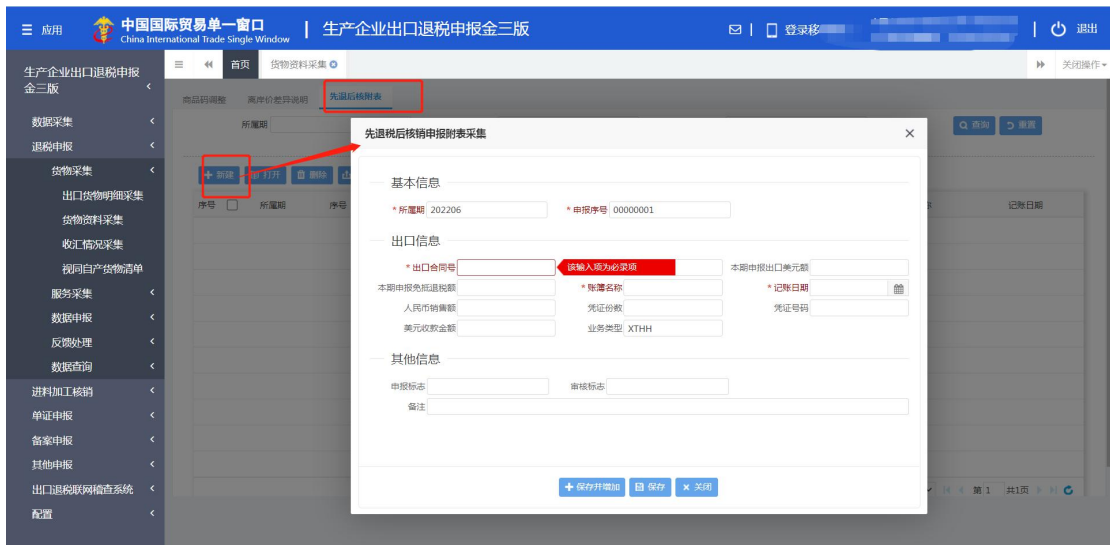 应用
中国国际贸易单一窗口
China International Trade Single Window
生产企业出口退税申报金三版
登录移
退出
生产企业出口退税申报
金三版
首页
货物资料采集
关闭操作
商品码调整
离岸价差异说明
先退后核附表
所属期
查询
重置
数据采集
退税申报
货物采集
出口货物明细采集
货物资料采集
收汇情况采集
视同自产货物清单
服务采集
数据申报
反馈处理
数据查询
进料加工核销
单证申报
备案申报
其他申报
出口退税联网稽查系统
配置
新建
打开
删除
序号
所属期
序号
记账日期
先退税后核销申报附表采集
基本信息
*所属期 202206
*申报序号 00000001
出口信息
*出口合同号
该输入项为必录项
本期申报出口美元额
本期申报免抵退税额
*账簿名称
*记账日期
人民币销售额
凭证份数
凭证号码
美元收款金额
业务类型 XTHH
其他信息
申报标志
审核标志
备注
保存并增加
保存
关闭
第 1 共1页